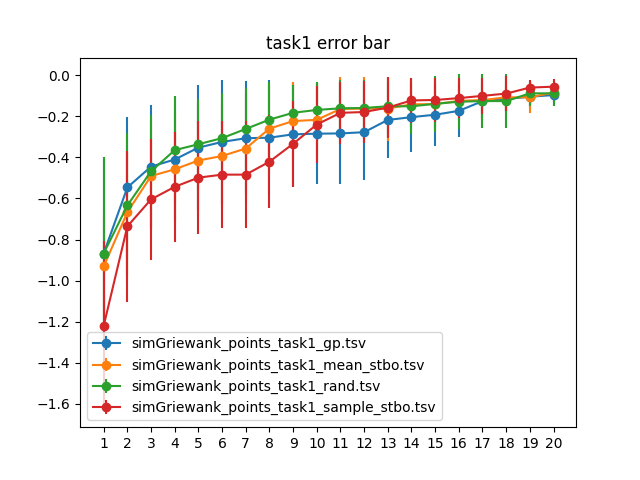 task1 error bar
0.0
−0.2
−0.4
−0.6
−0.8
−1.0
−1.2
−1.4
−1.6
simGriewank_points_task1_gp.tsv
simGriewank_points_task1_mean_stbo.tsv
simGriewank_points_task1_rand.tsv
simGriewank_points_task1_sample_stbo.tsv
1 2 3 4 5 6 7 8 9 10 11 12 13 14 15 16 17 18 19 20